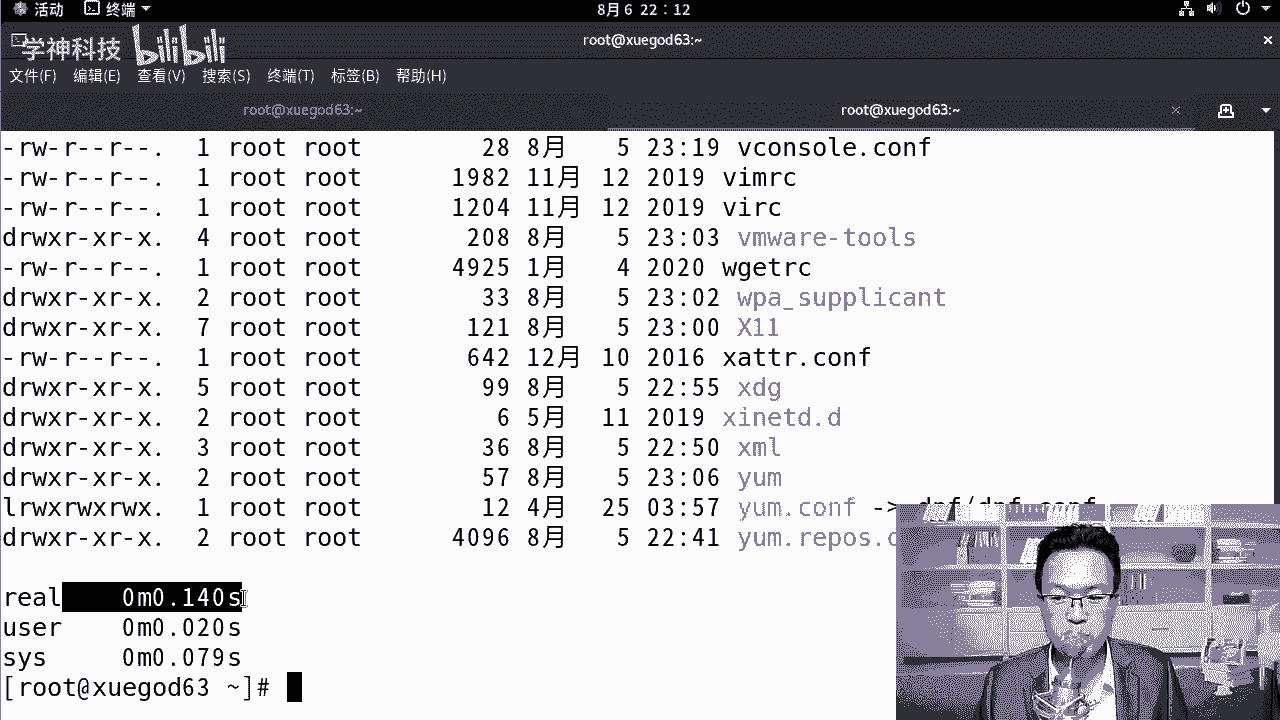 活动 终端 8月 6 22：12
学神科技 bilibili root@xuegod63:~
文件(F) 编辑(E) 查看(V) 搜索(S) 终端(T) 标签(B) 帮助(H)
root@xuegod63:~ root@xuegod63:~
-rw-r--r--. 1 root root 28 8月 5 23:19 vconsole.conf
-rw-r--r--. 1 root root 1982 11月 12 2019 vimrc
-rw-r--r--. 1 root root 1204 11月 12 2019 virc
drwxr-xr-x. 4 root root 208 8月 5 23:03 vmware-tools
-rw-r--r--. 1 root root 4925 1月 4 2020 wgetrc
drwxr-xr-x. 2 root root 33 8月 5 23:02 wpa_supplicant
drwxr-xr-x. 7 root root 121 8月 5 23:00 X11
-rw-r--r--. 1 root root 642 12月 10 2016 xattr.conf
drwxr-xr-x. 5 root root 99 8月 5 22:55 xdg
drwxr-xr-x. 2 root root 6 5月 11 2019 xinetd.d
drwxr-xr-x. 3 root root 36 8月 5 22:50 xml
drwxr-xr-x. 2 root root 57 8月 5 23:06 yum
lrwxrwxrwx. 1 root root 12 4月 25 03:57 yum.conf -> dnf/dnf.conf
drwxr-xr-x. 2 root root 4096 8月 5 22:41 yum.repos.
real 0m0.140s
user 0m0.020s
sys 0m0.079s
[root@xuegod63 ~]#